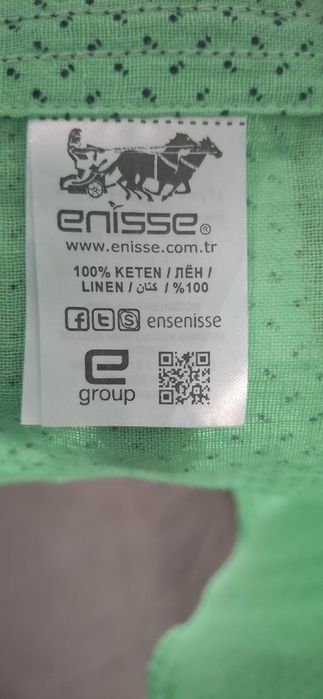 enisse®
www.enisse.com.tr
100% KETEN / ЛЁН /
LINEN / كتان / %100
ensenisse
e
group